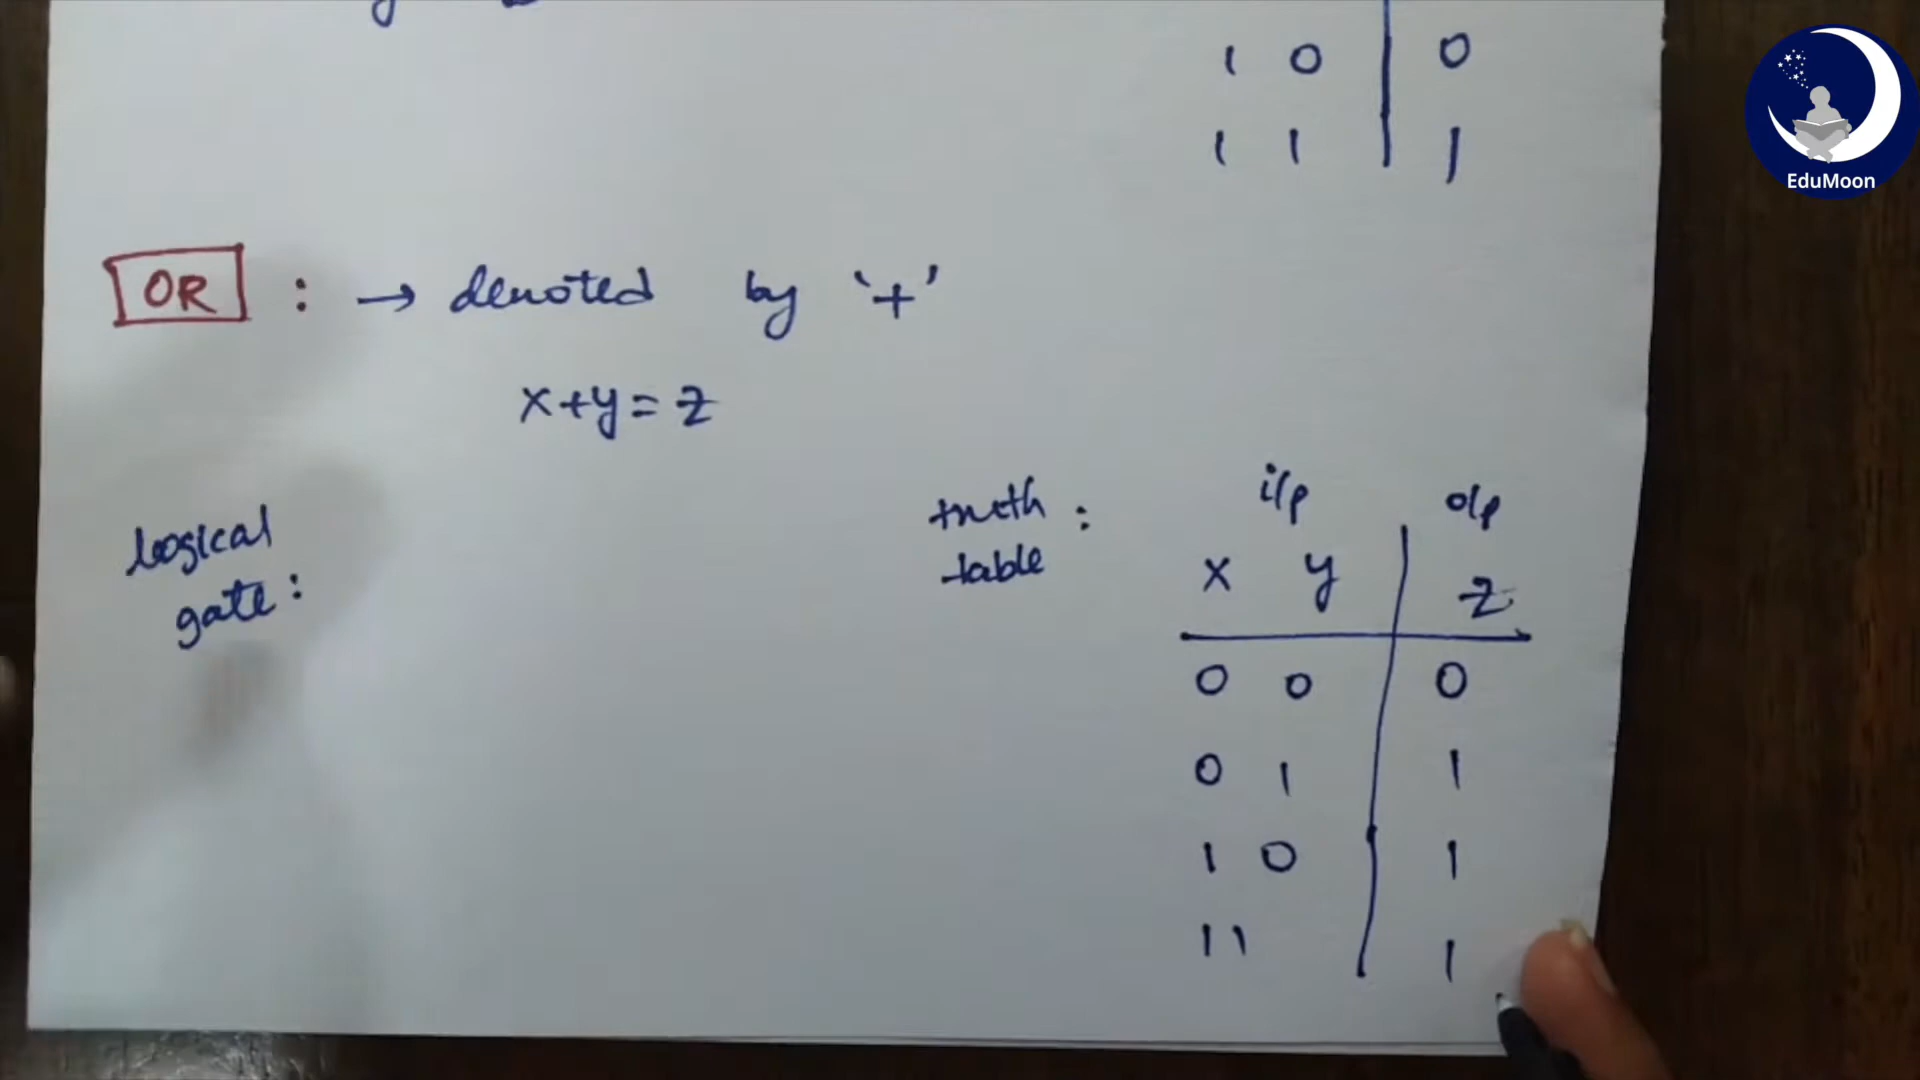 1 0 | 0
1 1 | 1
EduMoon
OR : → denoted by '+'
x+y=z
logical
gate:
truth
table :
i/p o/p
x y | z
0 0 | 0
0 1 | 1
1 0 | 1
1 1 | 1